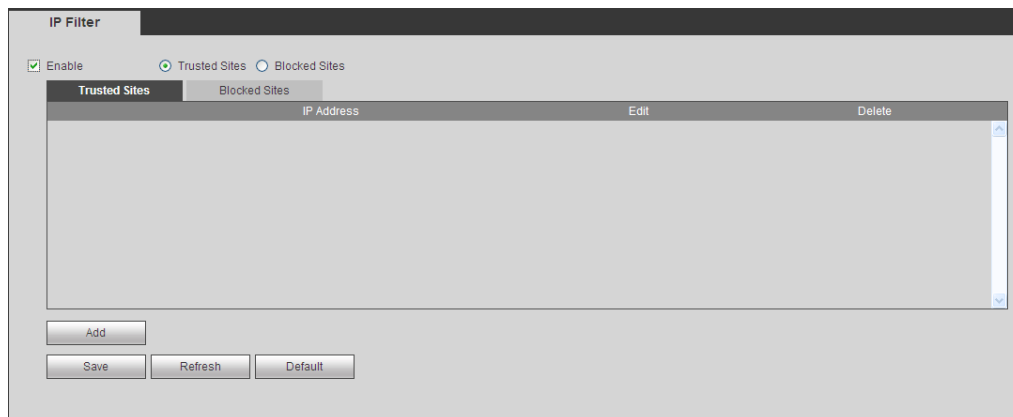 IP Filter
Enable Trusted Sites Blocked Sites
Trusted Sites Blocked Sites
IP Address Edit Delete
Add
Save Refresh Default